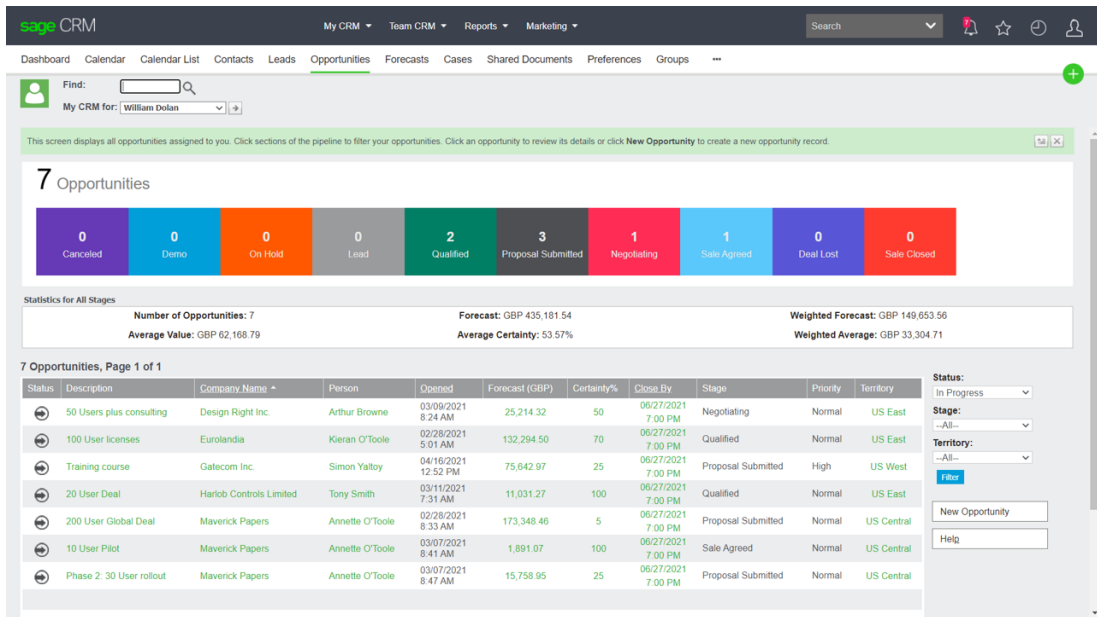 sage CRM
My CRM Team CRM Reports Marketing Search 7
Dashboard Calendar Calendar List Contacts Leads Opportunities Forecasts Cases Shared Documents Preferences Groups •••
Find:
My CRM for: William Dolan
This screen displays all opportunities assigned to you. Click sections of the pipeline to filter your opportunities. Click an opportunity to review its details or click New Opportunity to create a new opportunity record.
7 Opportunities
0 0 0 0 2 3 1 1 0 0
Canceled Demo On Hold Lead Qualified Proposal Submitted Negotiating Sale Agreed Deal Lost Sale Closed
Statistics for All Stages
Number of Opportunities: 7 Forecast: GBP 435,181.54 Weighted Forecast: GBP 149,653.56
Average Value: GBP 62,168.79 Average Certainty: 53.57% Weighted Average: GBP 33,304.71
7 Opportunities, Page 1 of 1
Status Description Company Name Person Opened Forecast (GBP) Certainty% Close By Stage Priority Territory
50 Users plus consulting Design Right Inc. Arthur Browne 03/09/2021 8:24 AM 25,214.32 50 06/27/2021 7:00 PM Negotiating Normal US East
100 User licenses Eurolandia Kieran O'Toole 02/28/2021 5:01 AM 132,294.50 70 06/27/2021 7:00 PM Qualified Normal US East
Training course Gatecom Inc. Simon Yaltoy 04/16/2021 12:52 PM 75,642.97 25 06/27/2021 7:00 PM Proposal Submitted High US West
20 User Deal Harlob Controls Limited Tony Smith 03/11/2021 7:31 AM 11,031.27 100 06/27/2021 7:00 PM Qualified Normal US East
200 User Global Deal Maverick Papers Annette O'Toole 02/28/2021 8:33 AM 173,348.46 5 06/27/2021 7:00 PM Proposal Submitted Normal US Central
10 User Pilot Maverick Papers Annette O'Toole 03/07/2021 8:41 AM 1,891.07 100 06/27/2021 7:00 PM Sale Agreed Normal US Central
Phase 2: 30 User rollout Maverick Papers Annette O'Toole 03/07/2021 8:47 AM 15,758.95 25 06/27/2021 7:00 PM Proposal Submitted Normal US Central
Status:
In Progress
Stage:
--All--
Territory:
--All--
Filter
New Opportunity
Help